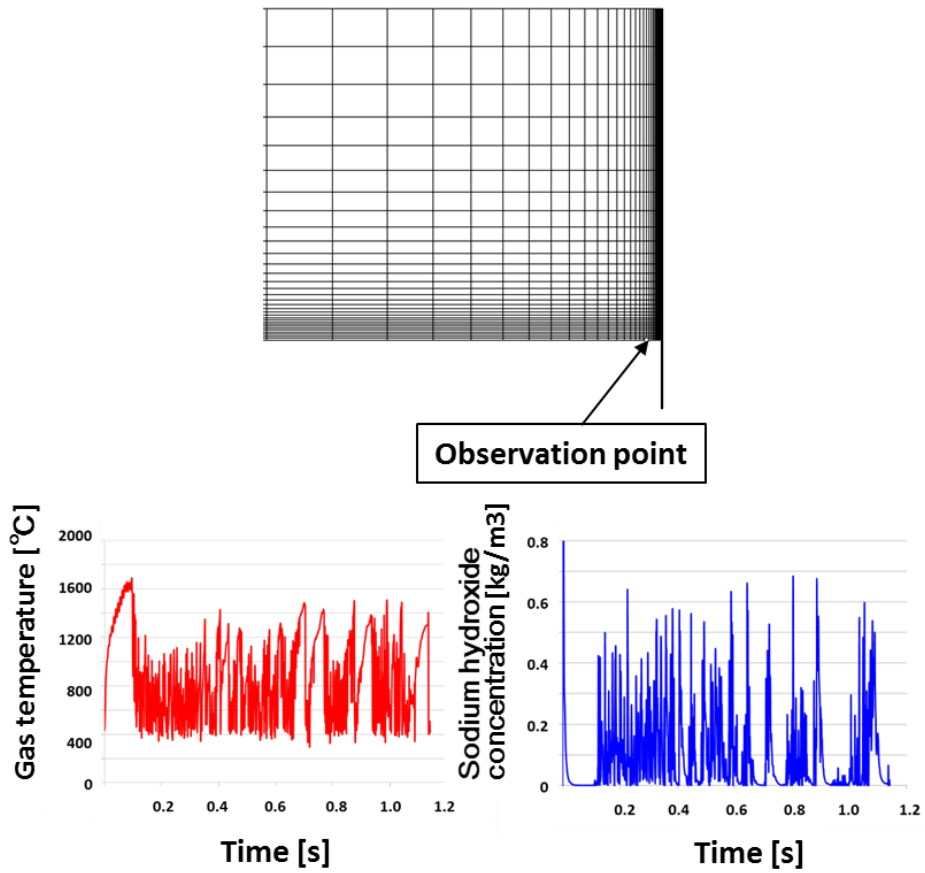 Observation point
Gas temperature [℃]
2000
1600
1200
800
400
0
0.2 0.4 0.6 0.8 1.0 1.2
Time [s]
Sodium hydroxide
concentration [kg/m3]
0.8
0.6
0.4
0.2
0
0.2 0.4 0.6 0.8 1.0 1.2
Time [s]